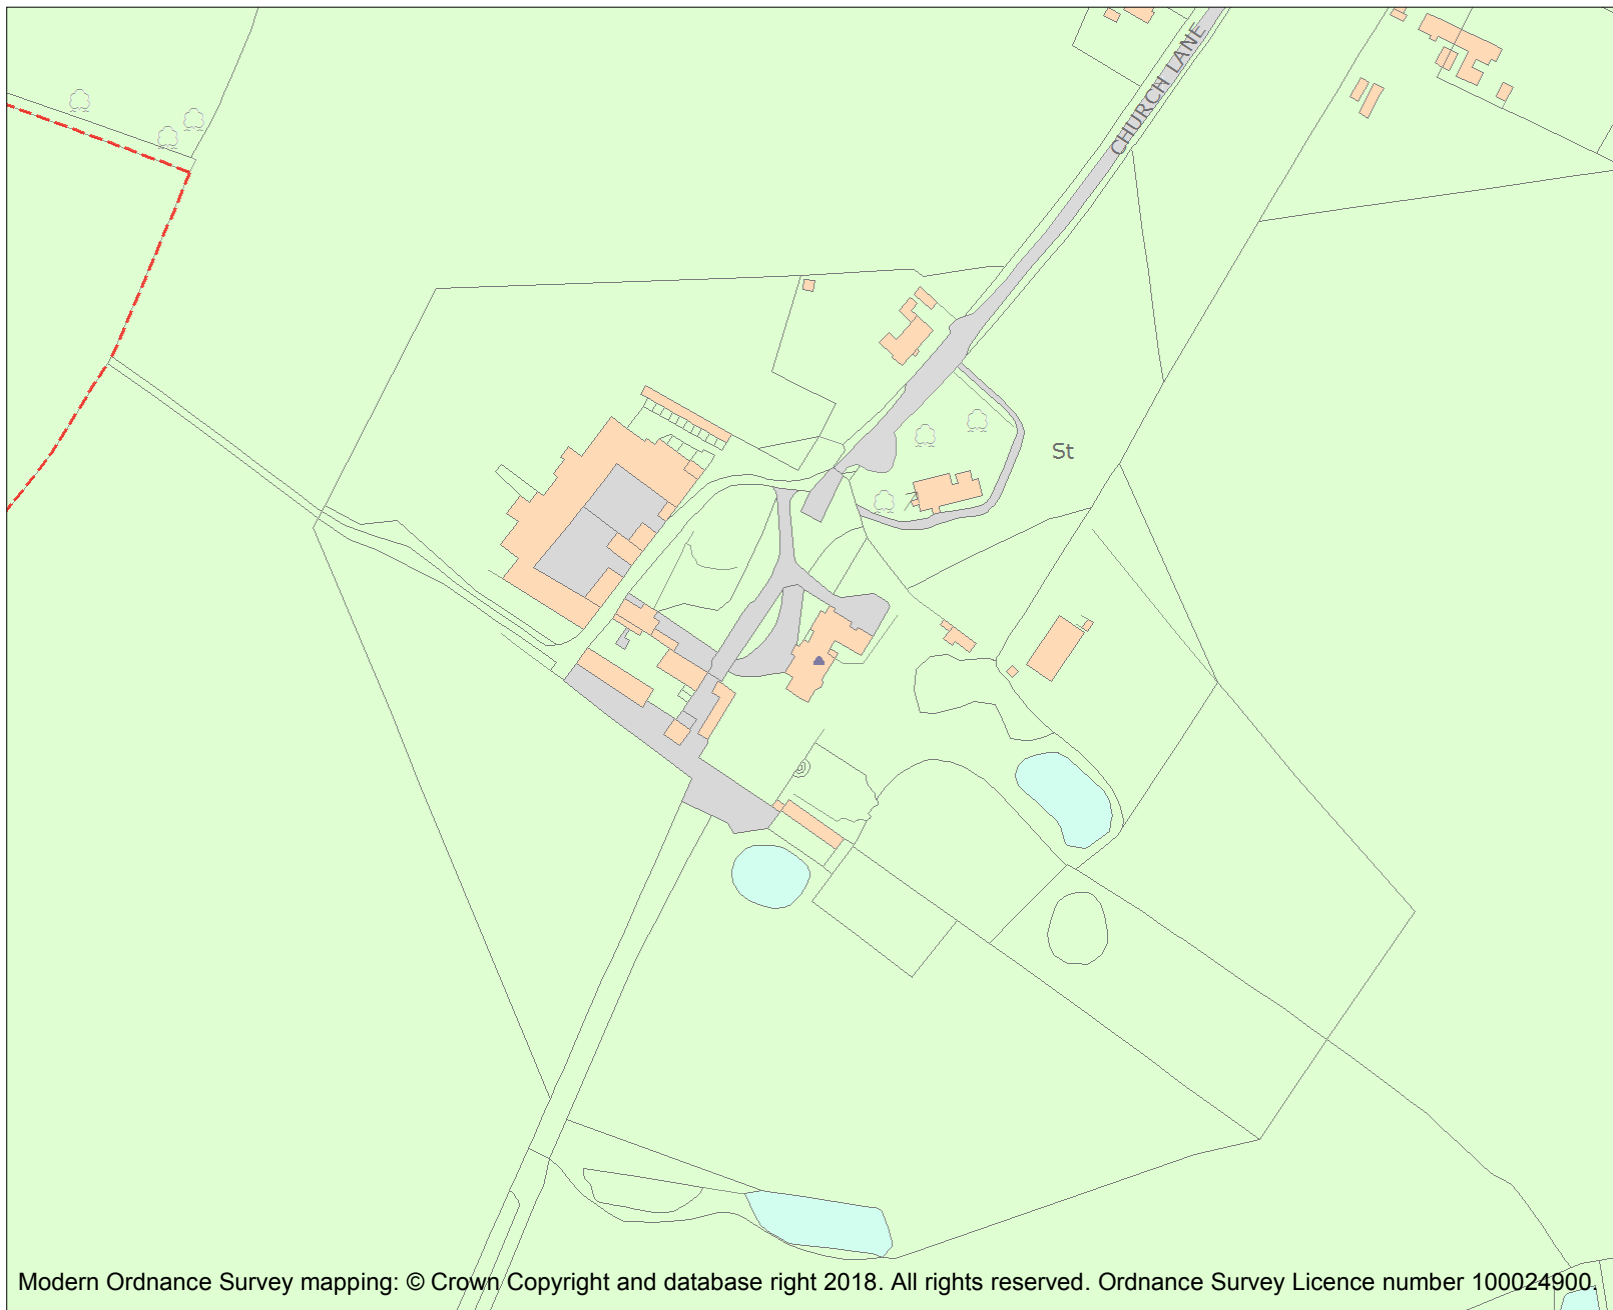 CHURCH LANE
St
Modern Ordnance Survey mapping: © Crown Copyright and database right 2018. All rights reserved. Ordnance Survey Licence number 100024900.